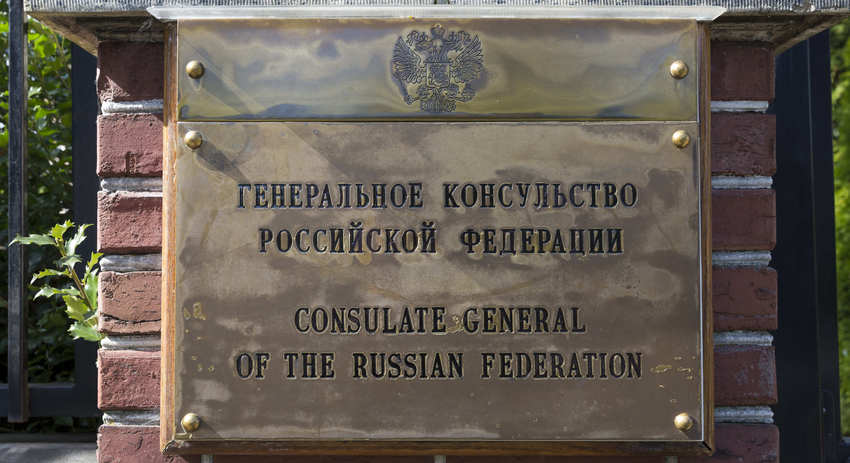 ГЕНЕРАЛЬНОЕ КОНСУЛЬСТВО
РОССИЙСКОЙ ФЕДЕРАЦИИ
CONSULATE GENERAL
OF THE RUSSIAN FEDERATION